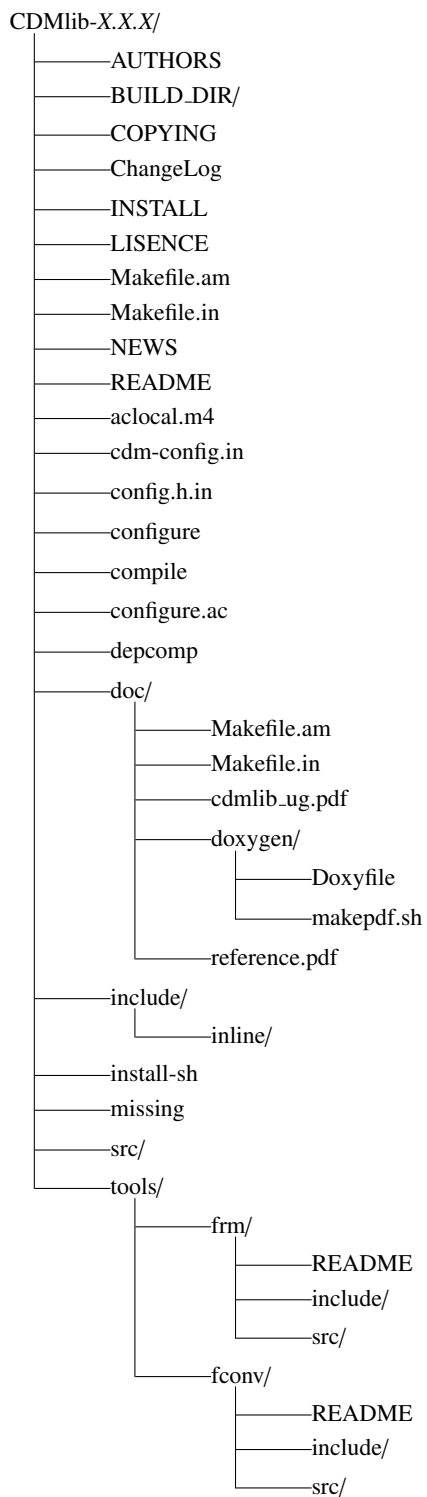 CDMlib-X.X.X/
AUTHORS
BUILD_DIR/
COPYING
ChangeLog
INSTALL
LISENCE
Makefile.am
Makefile.in
NEWS
README
aclocal.m4
cdm-config.in
config.h.in
configure
compile
configure.ac
depcomp
doc/
Makefile.am
Makefile.in
cdmlib_ug.pdf
doxygen/
Doxyfile
makepdf.sh
reference.pdf
include/
inline/
install-sh
missing
src/
tools/
frm/
README
include/
src/
fconv/
README
include/
src/